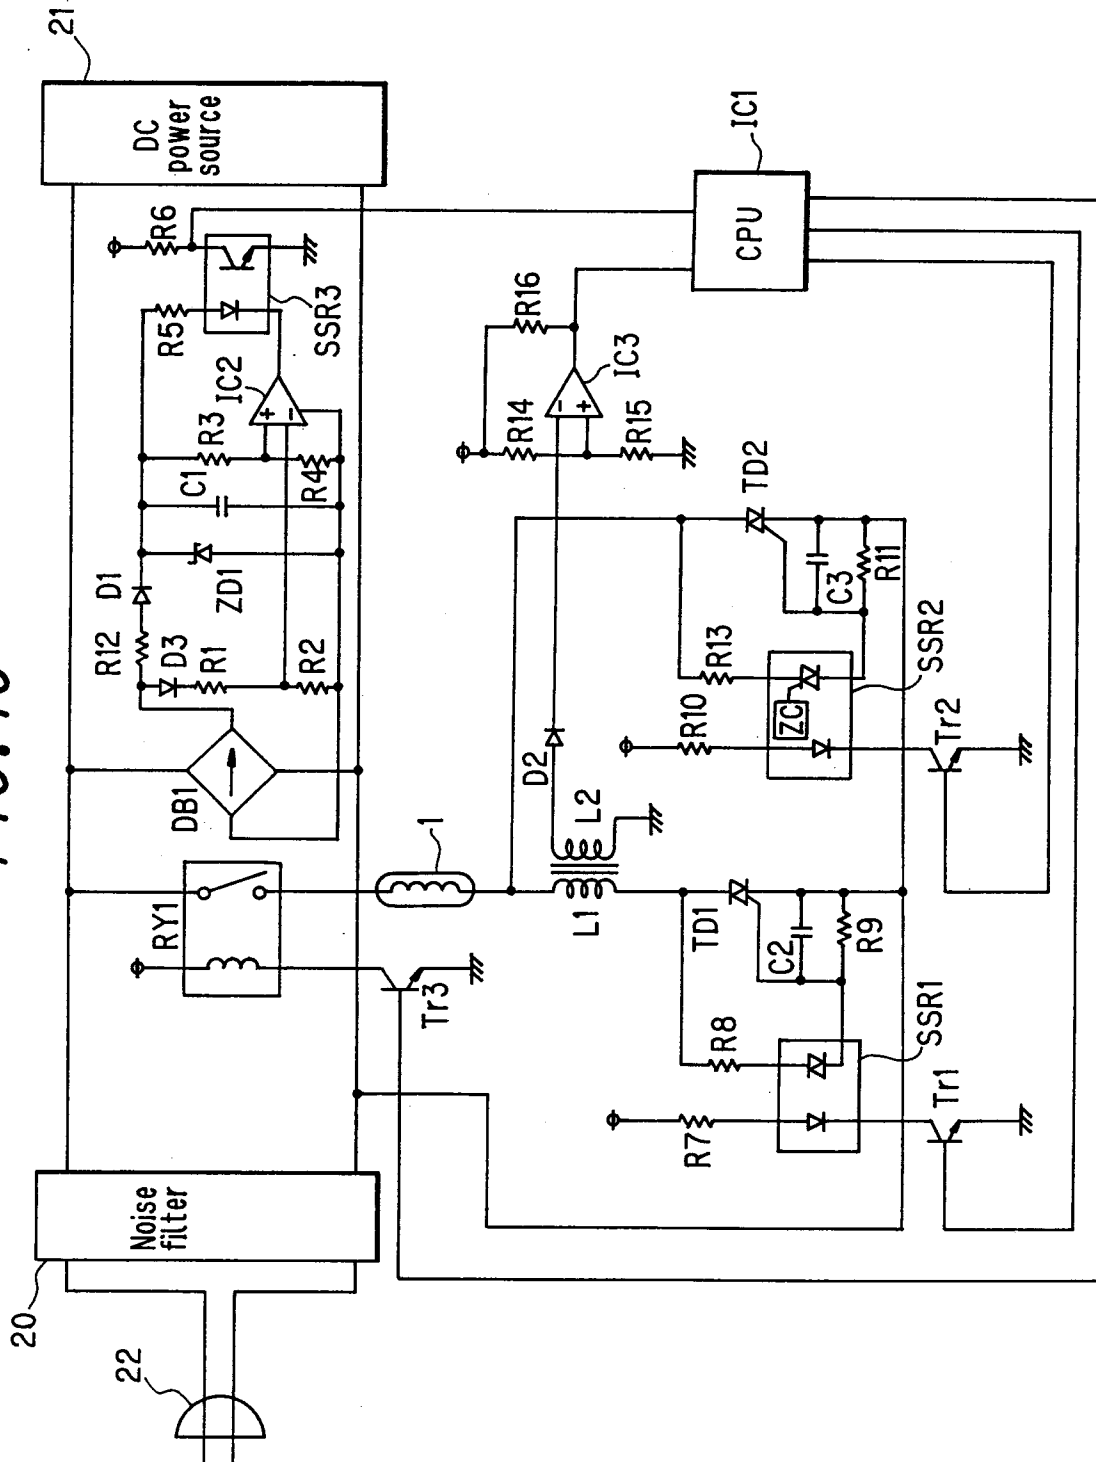 21
DC
power
source
R6
R5
SSR3
IC2
R3
+
−
R4
C1
ZD1
D1
R12
D3
R1
R2
DB1
RY1
1
Tr3
Noise
filter
20
22
IC1
CPU
R16
IC3
−
+
R14
R15
TD2
C3
R11
R13
R10
ZC
SSR2
Tr2
D2
L2
L1
TD1
C2
R9
R8
R7
SSR1
Tr1